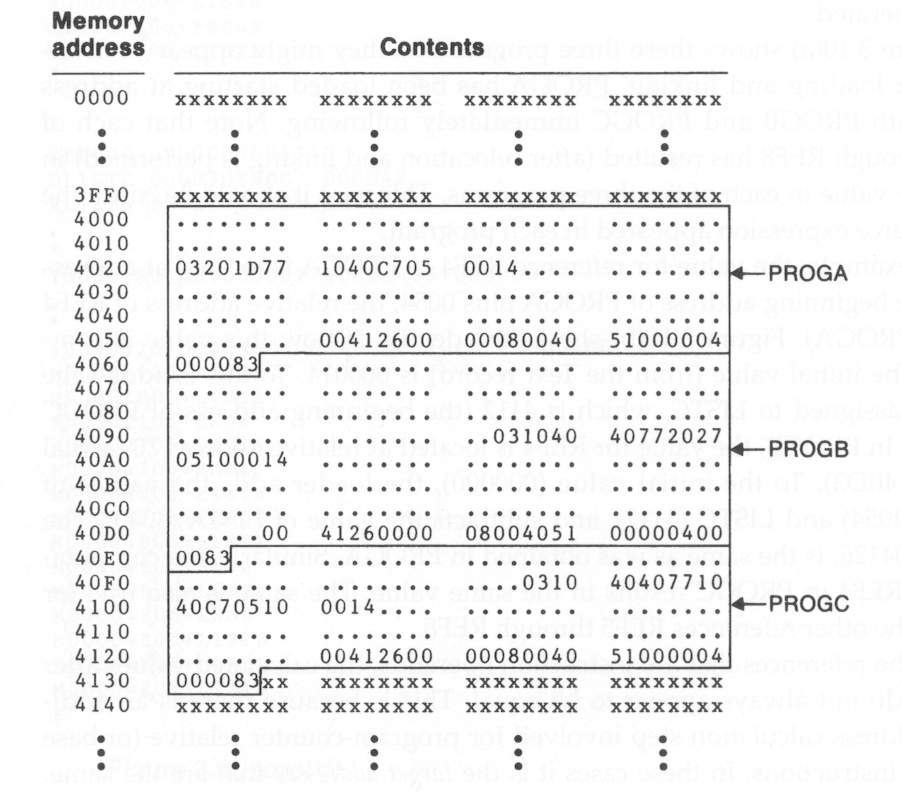 Memory address Contents
0000 xxxxxxxx xxxxxxxx xxxxxxxx xxxxxxxx
⋮ ⋮ ⋮ ⋮ ⋮
3FF0 xxxxxxxx xxxxxxxx xxxxxxxx xxxxxxxx
4000 ........ ........ ........ ........
4010 ........ ........ ........ ........
4020 03201D77 1040C705 0014.... ........ ←PROGA
4030 ........ ........ ........ ........
4040 ........ ........ ........ ........
4050 ........ 00412600 00080040 51000004
4060 000083.. ........ ........ ........
4070 ........ ........ ........ ........
4080 ........ ........ ........ ........
4090 ........ ........ ..031040 40772027 ←PROGB
40A0 05100014 ........ ........ ........
40B0 ........ ........ ........ ........
40C0 ........ ........ ........ ........
40D0 ......00 41260000 08004051 00000400
40E0 0083.... ........ ........ ........
40F0 ........ ........ ....0310 40407710
4100 40C70510 0014.... ........ ........ ←PROGC
4110 ........ ........ ........ ........
4120 ........ 00412600 00080040 51000004
4130 000083xx xxxxxxxx xxxxxxxx xxxxxxxx
4140 xxxxxxxx xxxxxxxx xxxxxxxx xxxxxxxx
⋮ ⋮ ⋮ ⋮ ⋮